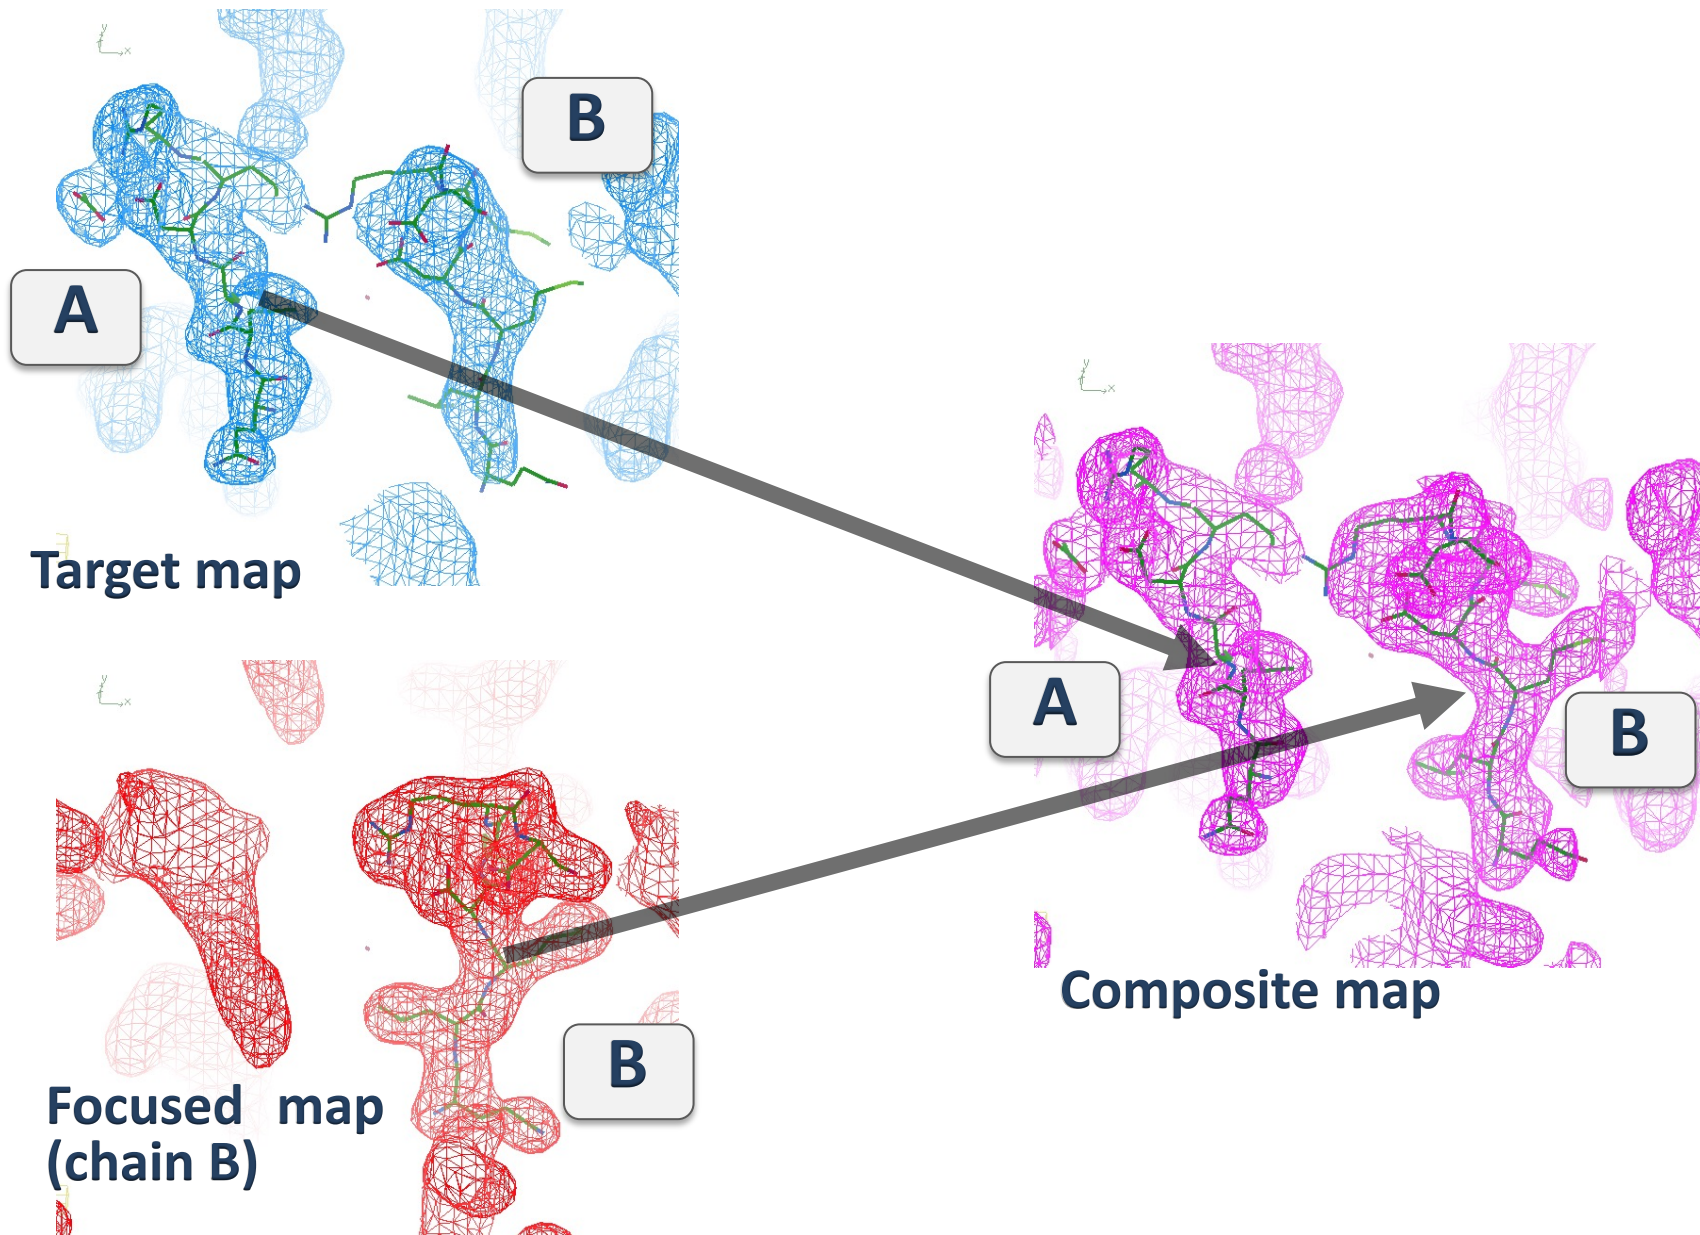 y
x
B
A
Target map
y
x
A
B
Composite map
y
x
B
Focused map
(chain B)